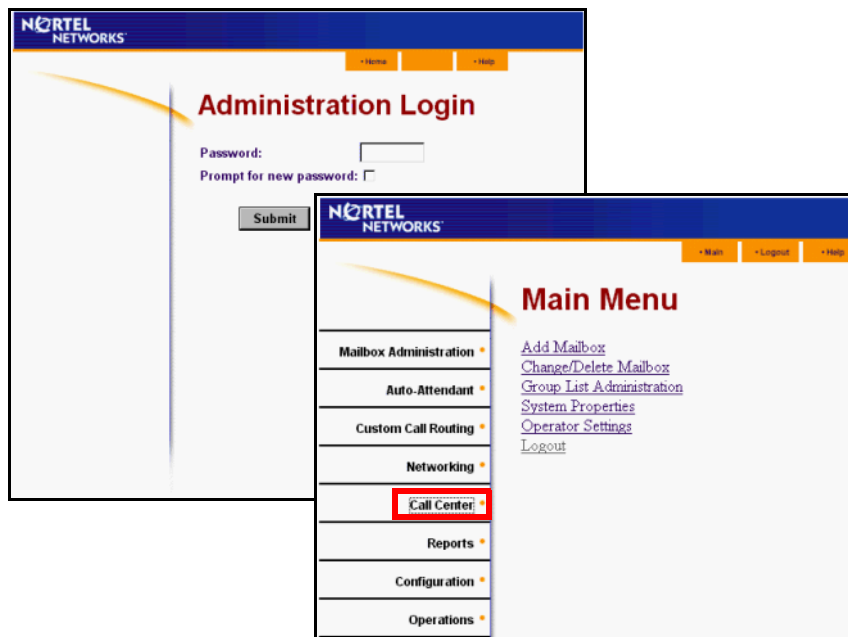 NORTEL
NETWORKS
• Home
• Help
Administration Login
Password:
Prompt for new password:
Submit
NORTEL
NETWORKS
• Main
• Logout
• Help
Main Menu
Mailbox Administration
Auto-Attendant
Custom Call Routing
Networking
Call Center
Reports
Configuration
Operations
Add Mailbox
Change/Delete Mailbox
Group List Administration
System Properties
Operator Settings
Logout